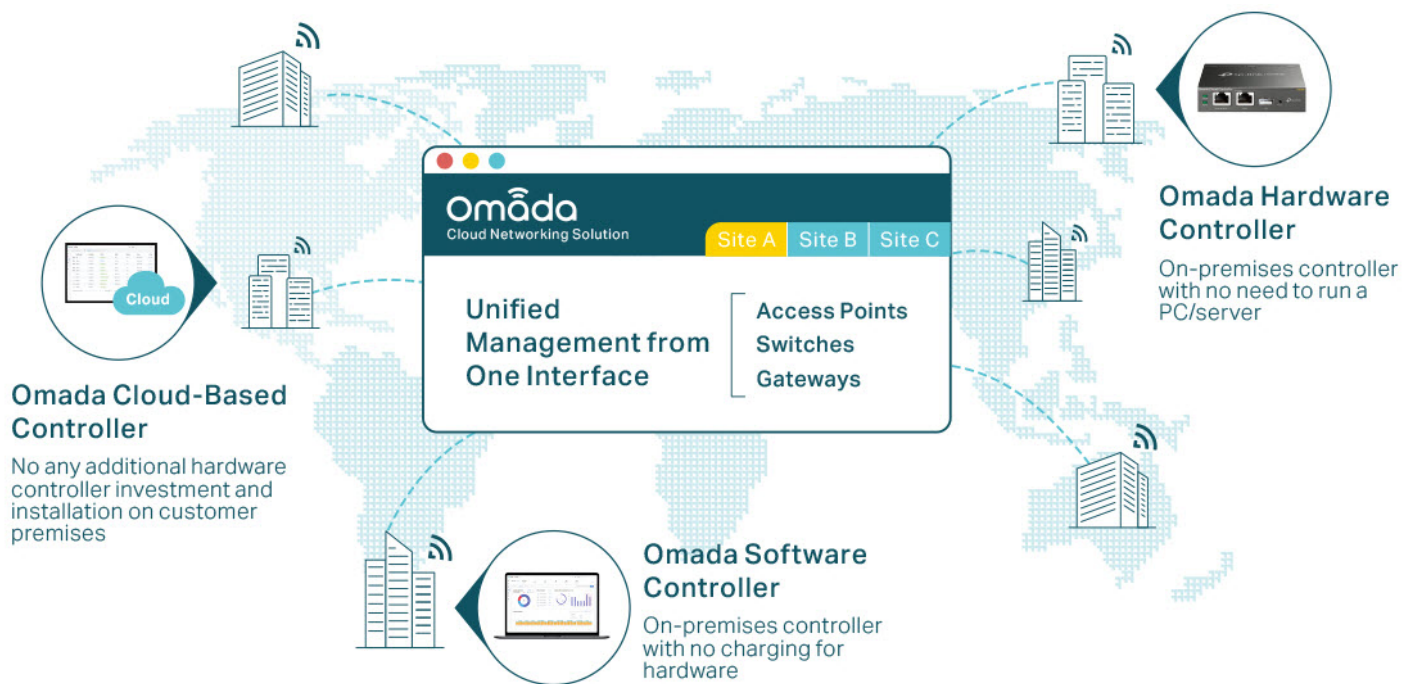 Omada
Cloud Networking Solution
Site A
Site B
Site C
Unified
Management from
One Interface
Access Points
Switches
Gateways
Omada Hardware
Controller
On-premises controller
with no need to run a
PC/server
Cloud
Omada Cloud-Based
Controller
No any additional hardware
controller investment and
installation on customer
premises
Omada Software
Controller
On-premises controller
with no charging for
hardware